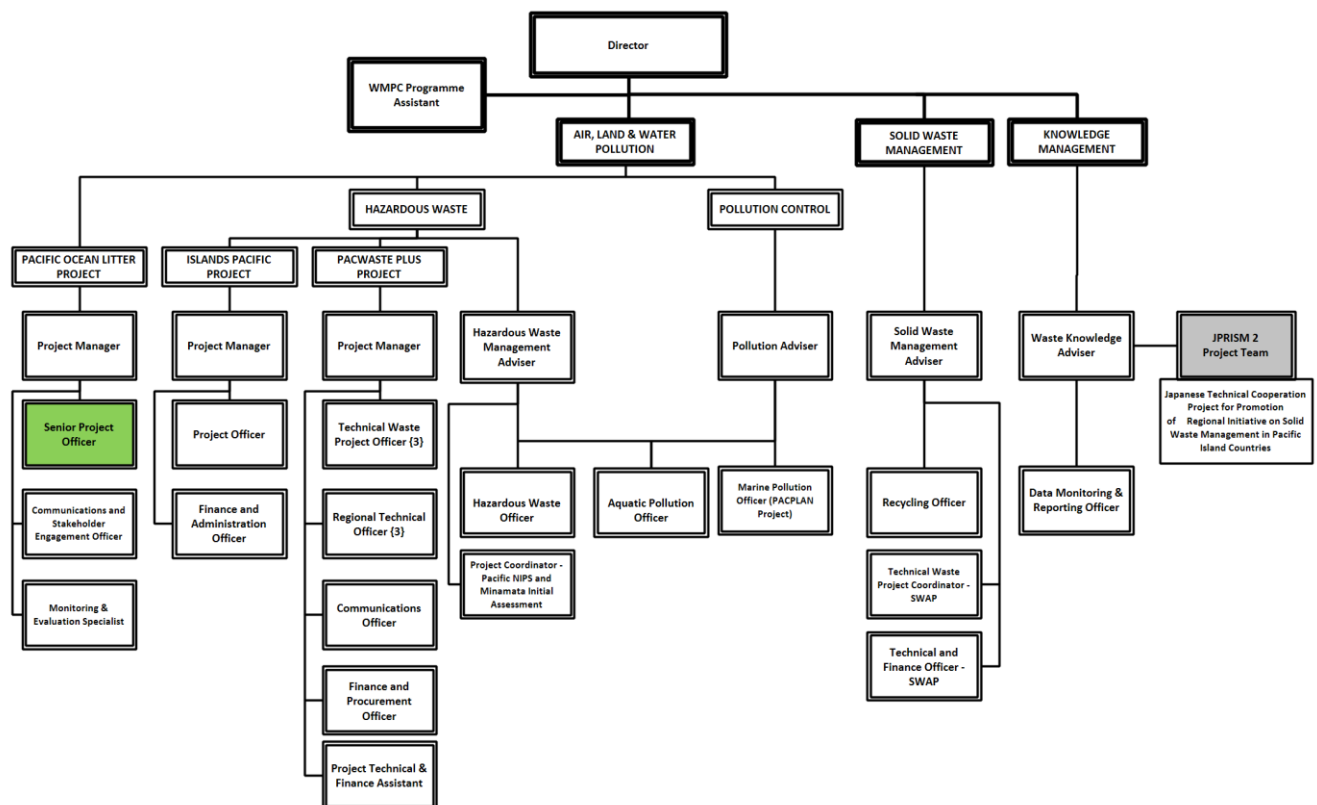 Director
WMPC Programme
Assistant
AIR, LAND & WATER
POLLUTION
SOLID WASTE
MANAGEMENT
KNOWLEDGE
MANAGEMENT
HAZARDOUS WASTE
POLLUTION CONTROL
PACIFIC OCEAN LITTER
PROJECT
ISLANDS PACIFIC
PROJECT
PACWASTE PLUS
PROJECT
Project Manager
Project Manager
Project Manager
Hazardous Waste
Management
Adviser
Pollution Adviser
Solid Waste
Management
Adviser
Waste Knowledge
Adviser
JPRISM 2
Project Team
Japanese Technical Cooperation
Project for Promotion
of Regional Initiative on Solid
Waste Management in Pacific
Island Countries
Senior Project
Officer
Project Officer
Technical Waste
Project Officer {3}
Communications and
Stakeholder
Engagement Officer
Finance and
Administration
Officer
Regional Technical
Officer {3}
Hazardous Waste
Officer
Aquatic Pollution
Officer
Marine Pollution
Officer (PACPLAN
Project)
Recycling Officer
Data Monitoring &
Reporting Officer
Monitoring &
Evaluation Specialist
Communications
Officer
Project Coordinator -
Pacific NIPS and
Minamata Initial
Assessment
Technical Waste
Project Coordinator -
SWAP
Finance and
Procurement
Officer
Technical and
Finance Officer -
SWAP
Project Technical &
Finance Assistant